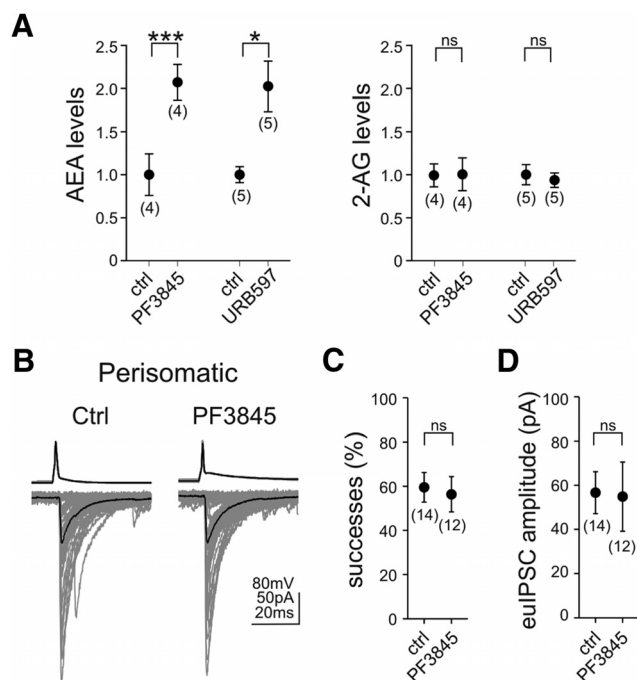 A
AEA levels
2.5
2.0
1.5
1.0
0.5
0
***
*
(4)
(4)
(5)
(5)
ctrl
PF3845
ctrl
URB597
2-AG levels
2.5
2.0
1.5
1.0
0.5
0
ns
ns
(4)
(4)
(5)
(5)
ctrl
PF3845
ctrl
URB597
B
Perisomatic
Ctrl
PF3845
80mV
50pA
20ms
C
successes (%)
100
80
60
40
20
0
ns
(14)
(12)
ctrl
PF3845
D
euIPSC amplitude (pA)
100
80
60
40
20
0
ns
(14)
(12)
ctrl
PF3845